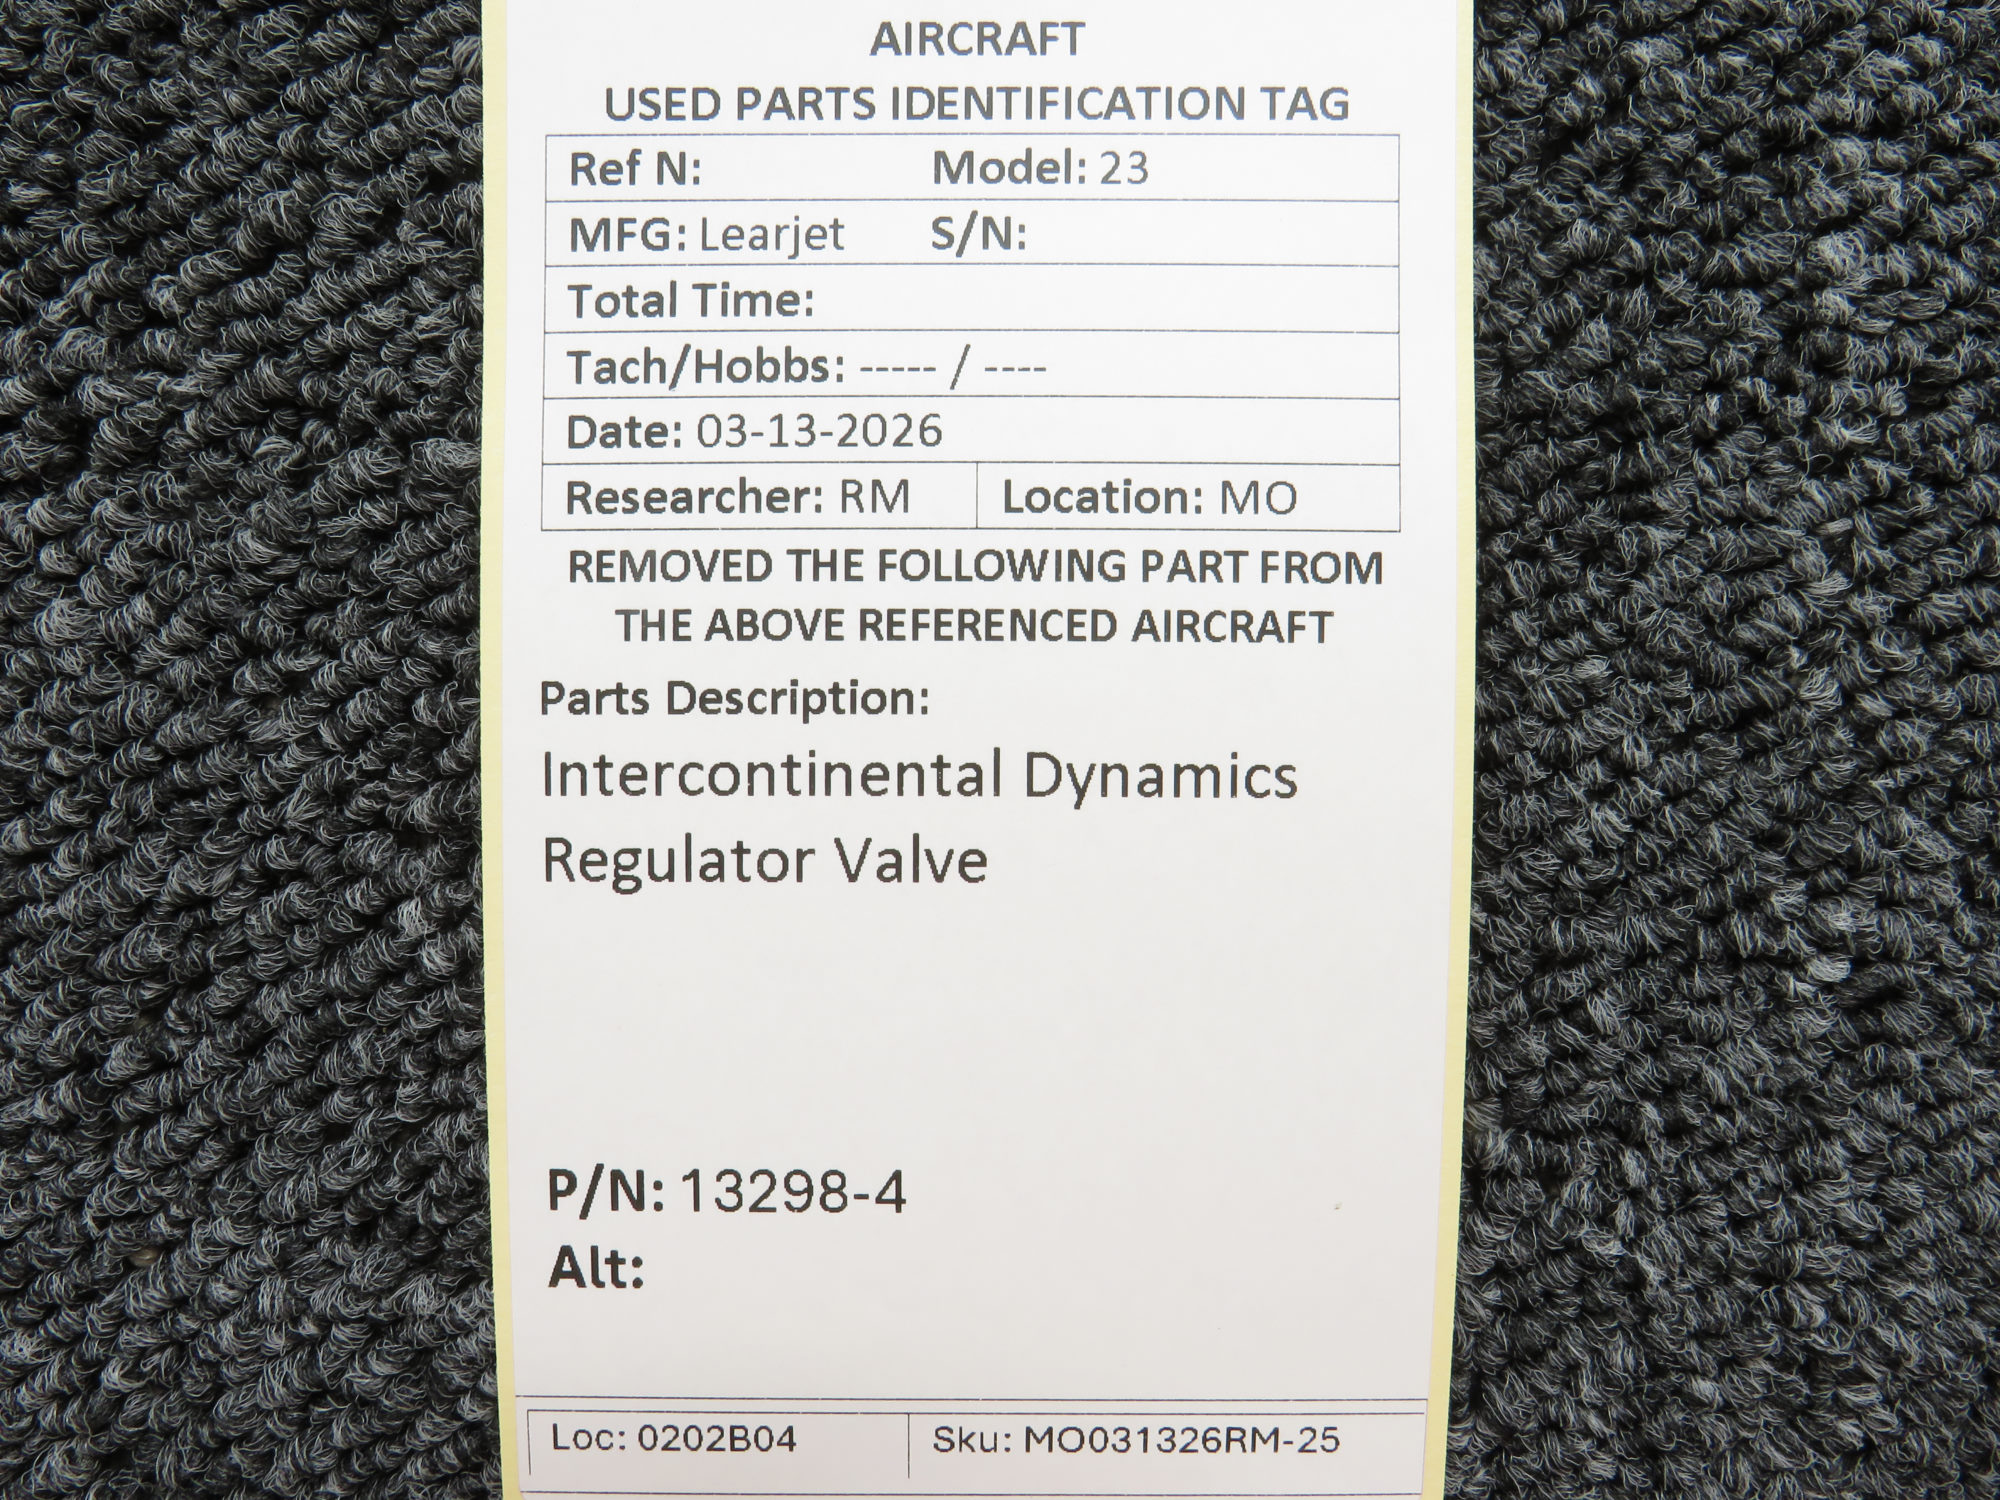 AIRCRAFT
USED PARTS IDENTIFICATION TAG
Ref N: Model: 23
MFG: Learjet S/N:
Total Time:
Tach/Hobbs: ----- / ----
Date: 03-13-2026
Researcher: RM Location: MO
REMOVED THE FOLLOWING PART FROM
THE ABOVE REFERENCED AIRCRAFT
Parts Description:
Intercontinental Dynamics
Regulator Valve
P/N: 13298-4
Alt:
Loc: 0202B04 Sku: MO031326RM-25